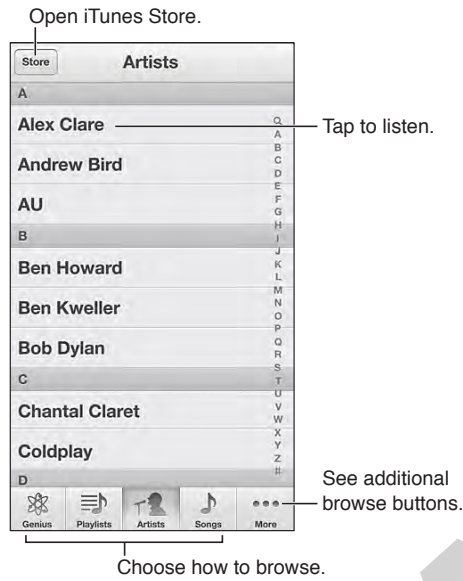 Open iTunes Store.
Store
Artists
A
Alex Clare
Tap to listen.
Andrew Bird
AU
B
Ben Howard
Ben Kweller
Bob Dylan
C
Chantal Claret
Coldplay
D
A
B
C
D
E
F
G
H
I
J
K
L
M
N
O
P
Q
R
S
T
U
V
W
X
Y
Z
#
See additional
browse buttons.
Genius
Playlists
Artists
Songs
More
Choose how to browse.